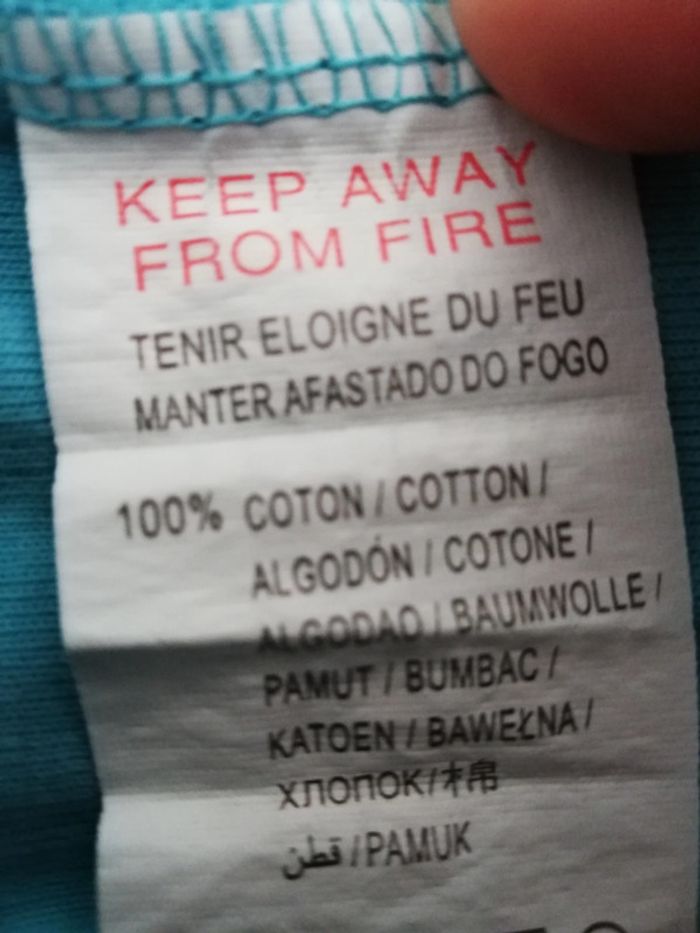 KEEP AWAY
FROM FIRE
TENIR ELOIGNE DU FEU
MANTER AFASTADO DO FOGO
100% COTON / COTTON /
ALGODÓN / COTONE /
ALGODAO / BAUMWOLLE /
PAMUT / BUMBAC /
KATOEN / BAWEŁNA /
ХЛОПОК/棉
قطن /PAMUK